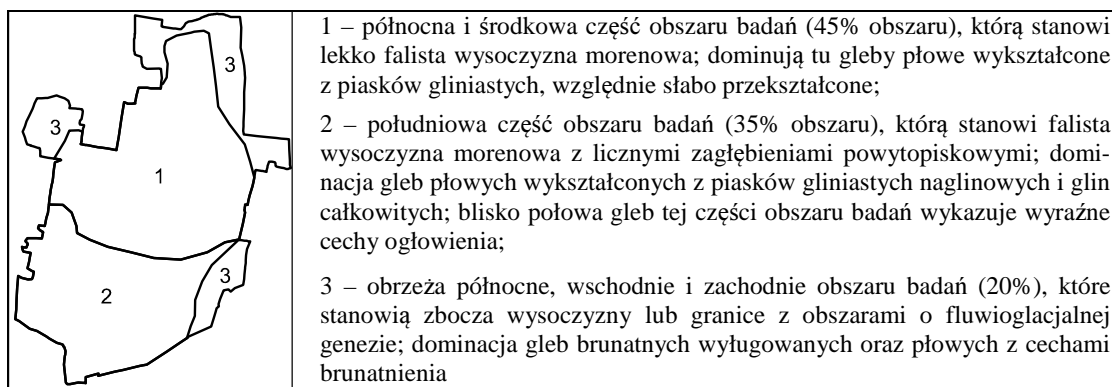 3
3
1
2
3
1 – północna i środkowa część obszaru badań (45% obszaru), którą stanowi
lekko falista wysoczyzna morenowa; dominują tu gleby płowe wykształcone
z piasków gliniastych, względnie słabo przekształcone;
2 – południowa część obszaru badań (35% obszaru), którą stanowi falista
wysoczyzna morenowa z licznymi zagłębieniami powytopiskowymi; domi-
nacja gleb płowych wykształconych z piasków gliniastych naglinowych i glin
całkowitych; blisko połowa gleb tej części obszaru badań wykazuje wyraźne
cechy ogłowienia;
3 – obrzeża północne, wschodnie i zachodnie obszaru badań (20%), które
stanowią zbocza wysoczyzny lub granice z obszarami o fluwioglacjalnej
genezie; dominacja gleb brunatnych wyługowanych oraz płowych z cechami
brunatnienia